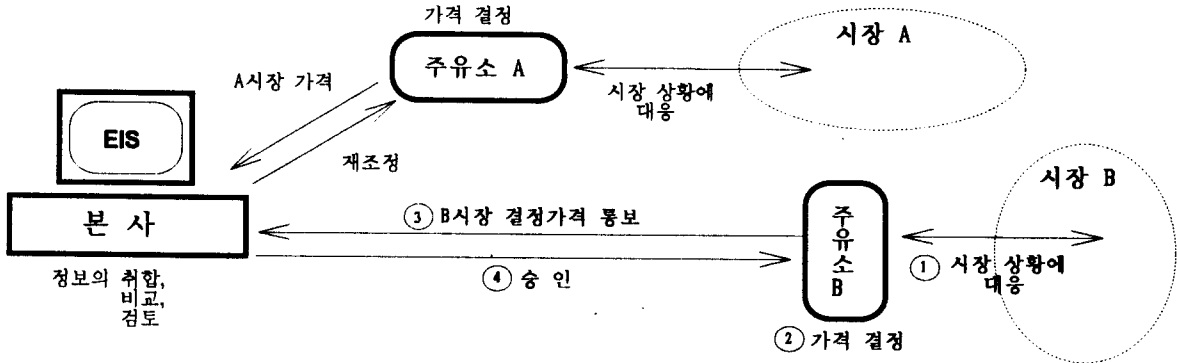 가격 결정
주유소 A
시장 A
A시장 가격
시장 상황에
대응
EIS
재조정
본 사
정보의 취합,
비교,
검토
③ B시장 결정가격 통보
④ 승 인
주
유
소
B
시장 B
① 시장 상황에
대응
② 가격 결정